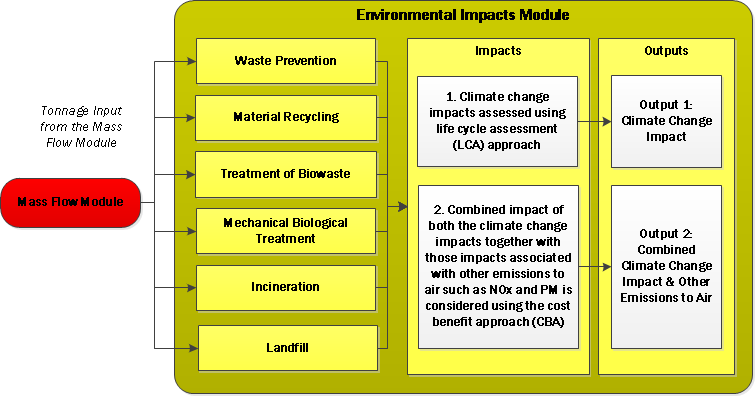 Environmental Impacts Module
Tonnage Input
from the Mass
Flow Module
Mass Flow Module
Waste Prevention
Material Recycling
Treatment of Biowaste
Mechanical Biological
Treatment
Incineration
Landfill
Impacts
1. Climate change
impacts assessed using
life cycle assessment
(LCA) approach
2. Combined impact of
both the climate change
impacts together with
those impacts associated
with other emissions to
air such as NOx and PM is
considered using the cost
benefit approach (CBA)
Outputs
Output 1:
Climate Change
Impact
Output 2:
Combined
Climate Change
Impact & Other
Emissions to Air